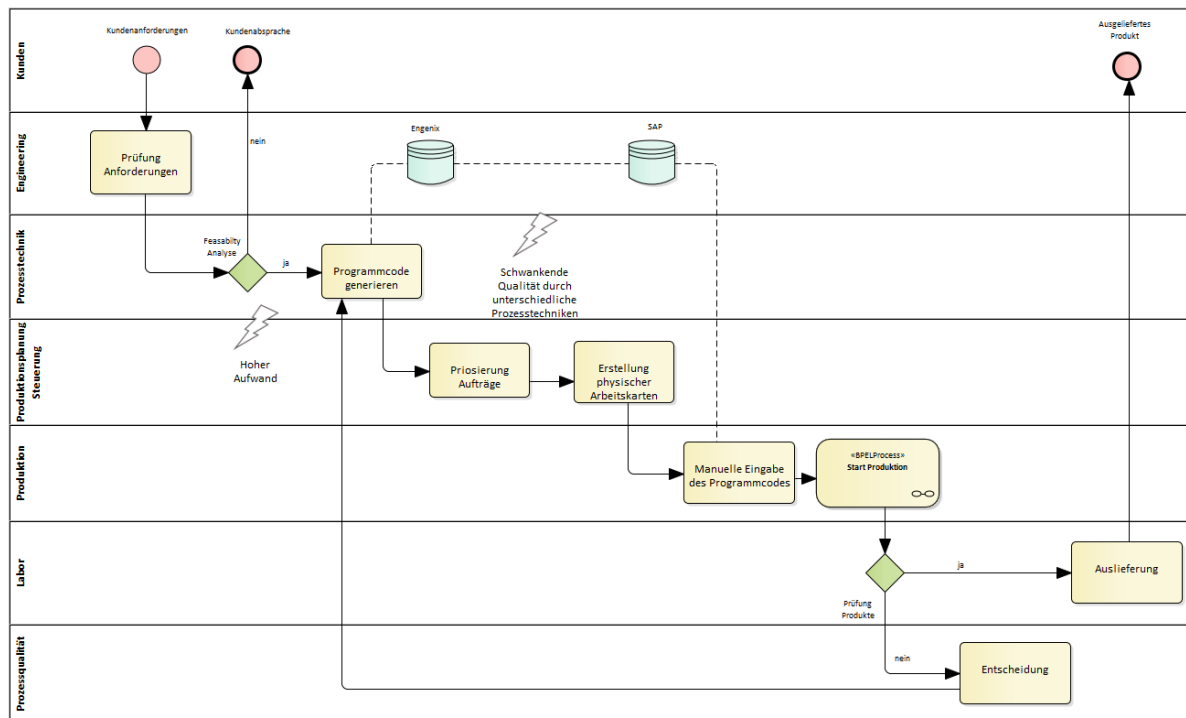 Kunden
Kundenanforderungen
Kundenabsprache
Ausgeliefertes
Produkt
Engineering
Prüfung
Anforderungen
nein
Engenix
SAP
Prozesstechnik
Feasabity
Analyse
ja
Programmcode
generieren
Schwankende
Qualität durch
unterschiedliche
Prozesstechniken
Hoher
Aufwand
Produktionsplanung
Steuerung
Priosierung
Aufträge
Erstellung
physischer
Arbeitskarten
Produktion
Manuelle Eingabe
des Programmcodes
«BPELProcess»
Start Produktion
Labor
Prüfung
Produkte
ja
Auslieferung
Prozessqualität
nein
Entscheidung